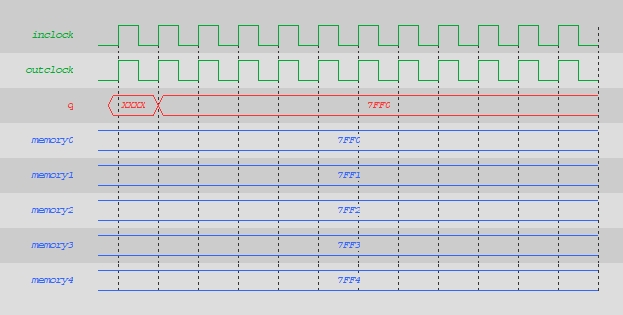 inclock
outclock
q XXXX 7FF0
memory0 7FF0
memory1 7FF1
memory2 7FF2
memory3 7FF3
memory4 7FF4